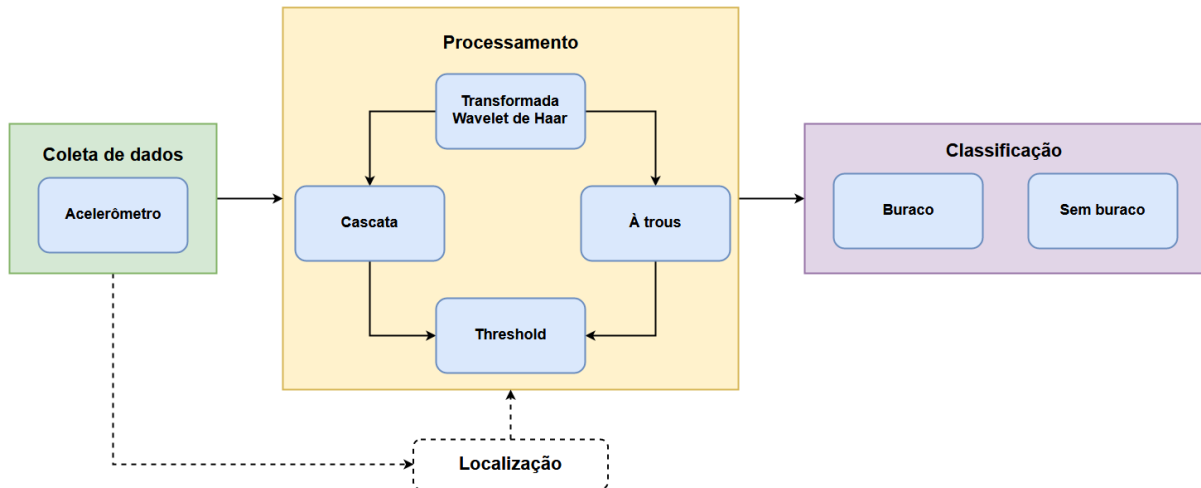 Processamento
Transformada
Wavelet de Haar
Coleta de dados
Acelerômetro
Cascata
À trous
Threshold
Classificação
Buraco
Sem buraco
Localização